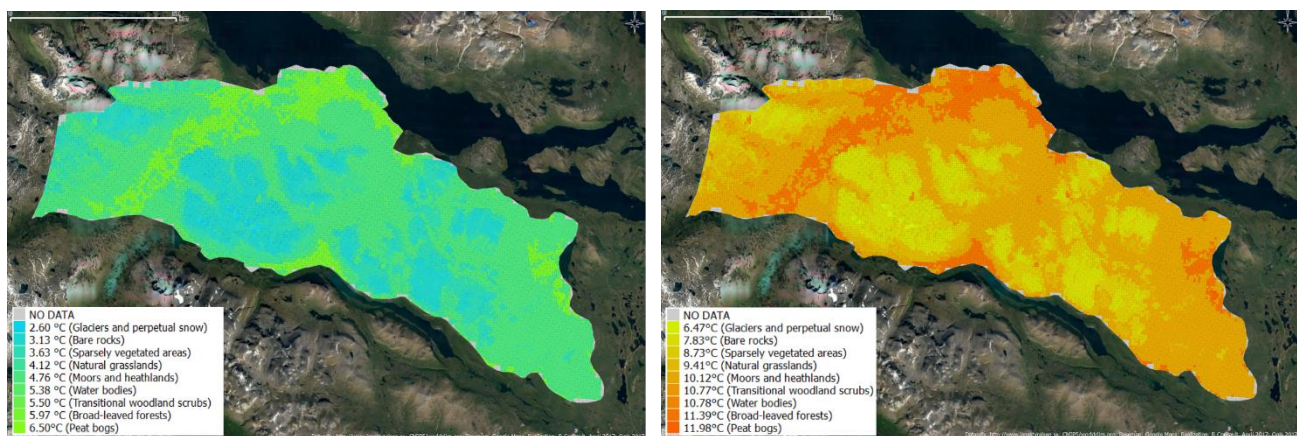 NO DATA
2.60 °C (Glaciers and perpetual snow)
3.13 °C (Bare rocks)
3.63 °C (Sparsely vegetated areas)
4.12 °C (Natural grasslands)
4.76 °C (Moors and heathlands)
5.38 °C (Water bodies)
5.50 °C (Transitional woodland scrubs)
5.97 °C (Broad-leaved forests)
6.50°C (Peat bogs)
NO DATA
6.47°C (Glaciers and perpetual snow)
7.83°C (Bare rocks)
8.73°C (Sparsely vegetated areas)
9.41°C (Natural grasslands)
10.12°C (Moors and heathlands)
10.77°C (Transitional woodland scrubs)
10.78°C (Water bodies)
11.39°C (Broad-leaved forests)
11.98°C (Peat bogs)